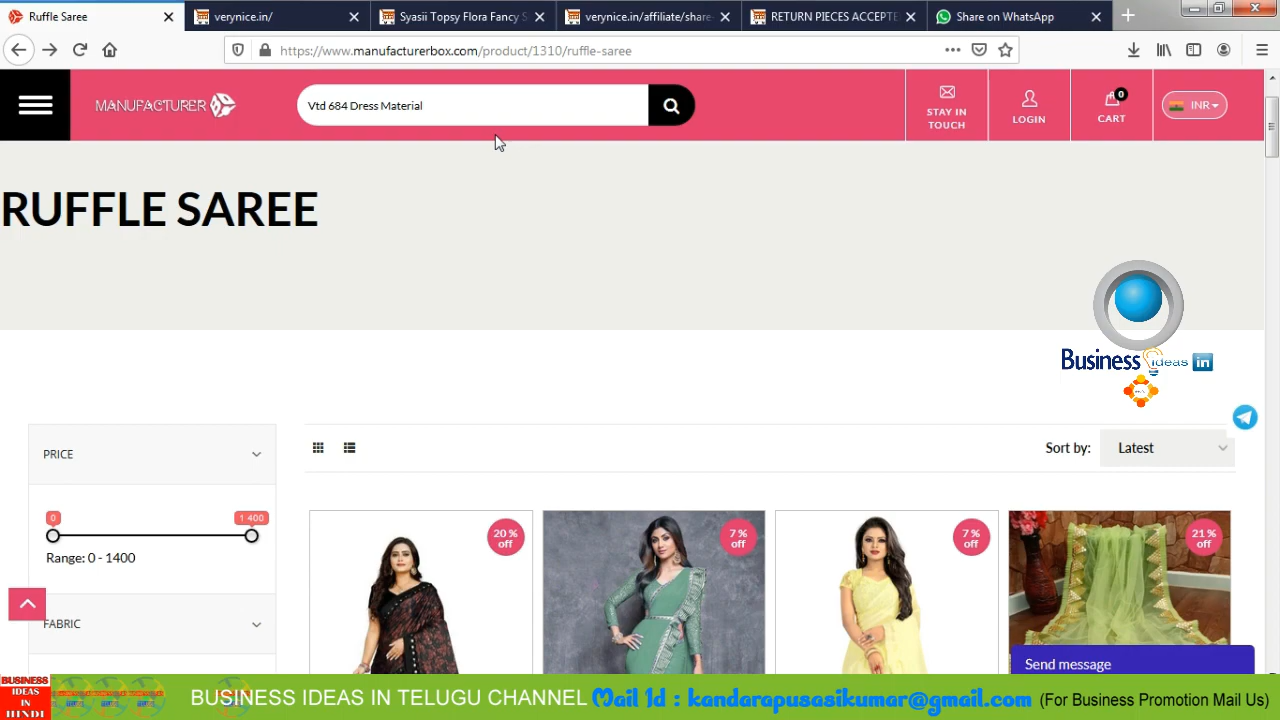 Ruffle Saree
verynice.in/
Syasii Topsy Flora Fancy S
verynice.in/affiliate/share-
RETURN PIECES ACCEPTE
Share on WhatsApp
https://www.manufacturerbox.com/product/1310/ruffle-saree
MANUFACTURER
Vtd 684 Dress Material
STAY IN
TOUCH
LOGIN
0
CART
INR
RUFFLE SAREE
Business ideas in
PRICE
Sort by:
Latest
0
1 400
Range: 0 - 1400
FABRIC
20 %
off
7 %
off
7 %
off
21 %
off
Send message
BUSINESS
IDEAS
IN
HINDI
BUSINESS IDEAS IN TELUGU CHANNEL
Mail Id : kandarapusasikumar@gmail.com
(For Business Promotion Mail Us)